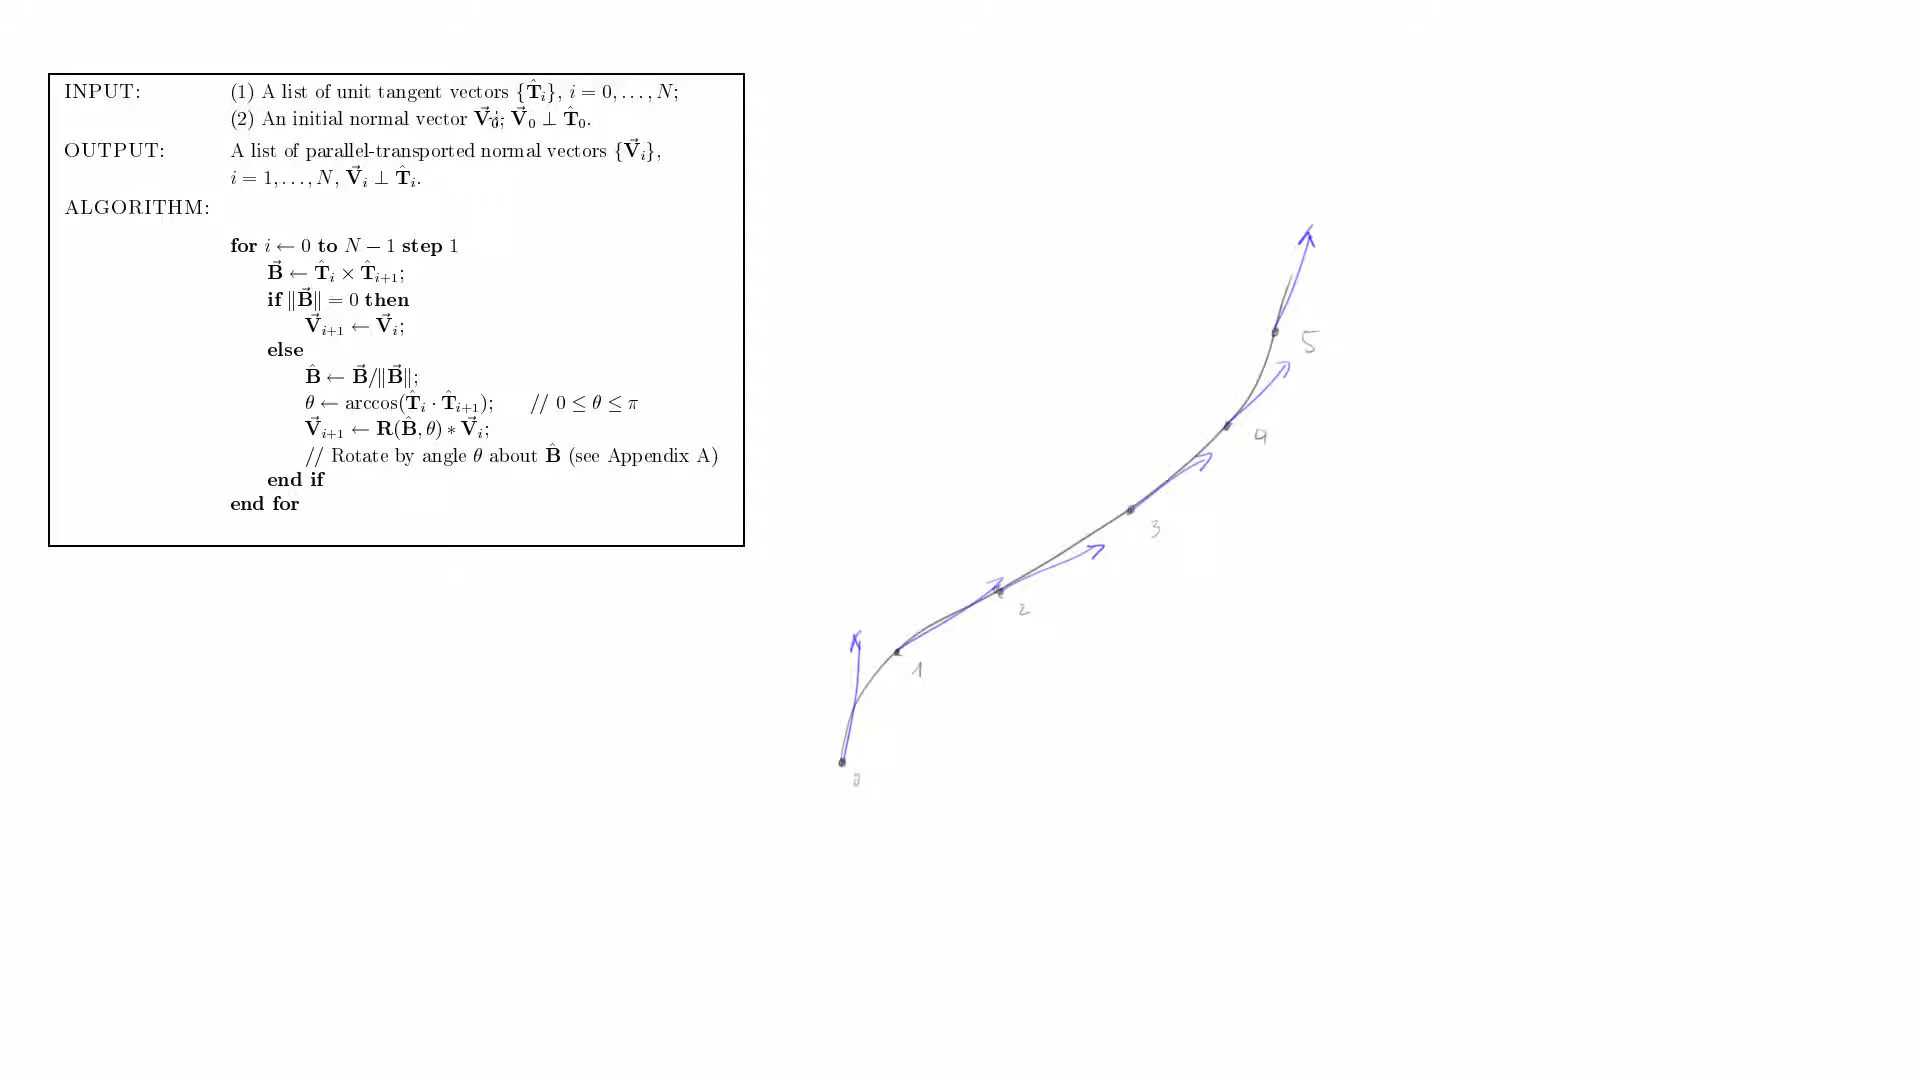 INPUT: (1) A list of unit tangent vectors {T̂ᵢ}, i = 0, . . . , N;
(2) An initial normal vector V⃗₀; V⃗₀ ⊥ T̂₀.
OUTPUT: A list of parallel-transported normal vectors {V⃗ᵢ},
i = 1, . . . , N, V⃗ᵢ ⊥ T̂ᵢ.
ALGORITHM:
for i ← 0 to N − 1 step 1
B⃗ ← T̂ᵢ × T̂ᵢ₊₁;
if ‖B⃗‖ = 0 then
V⃗ᵢ₊₁ ← V⃗ᵢ;
else
B̂ ← B⃗/‖B⃗‖;
θ ← arccos(T̂ᵢ · T̂ᵢ₊₁); // 0 ≤ θ ≤ π
V⃗ᵢ₊₁ ← R(B̂, θ) ∗ V⃗ᵢ;
// Rotate by angle θ about B̂ (see Appendix A)
end if
end for
5
4
3
2
1
0